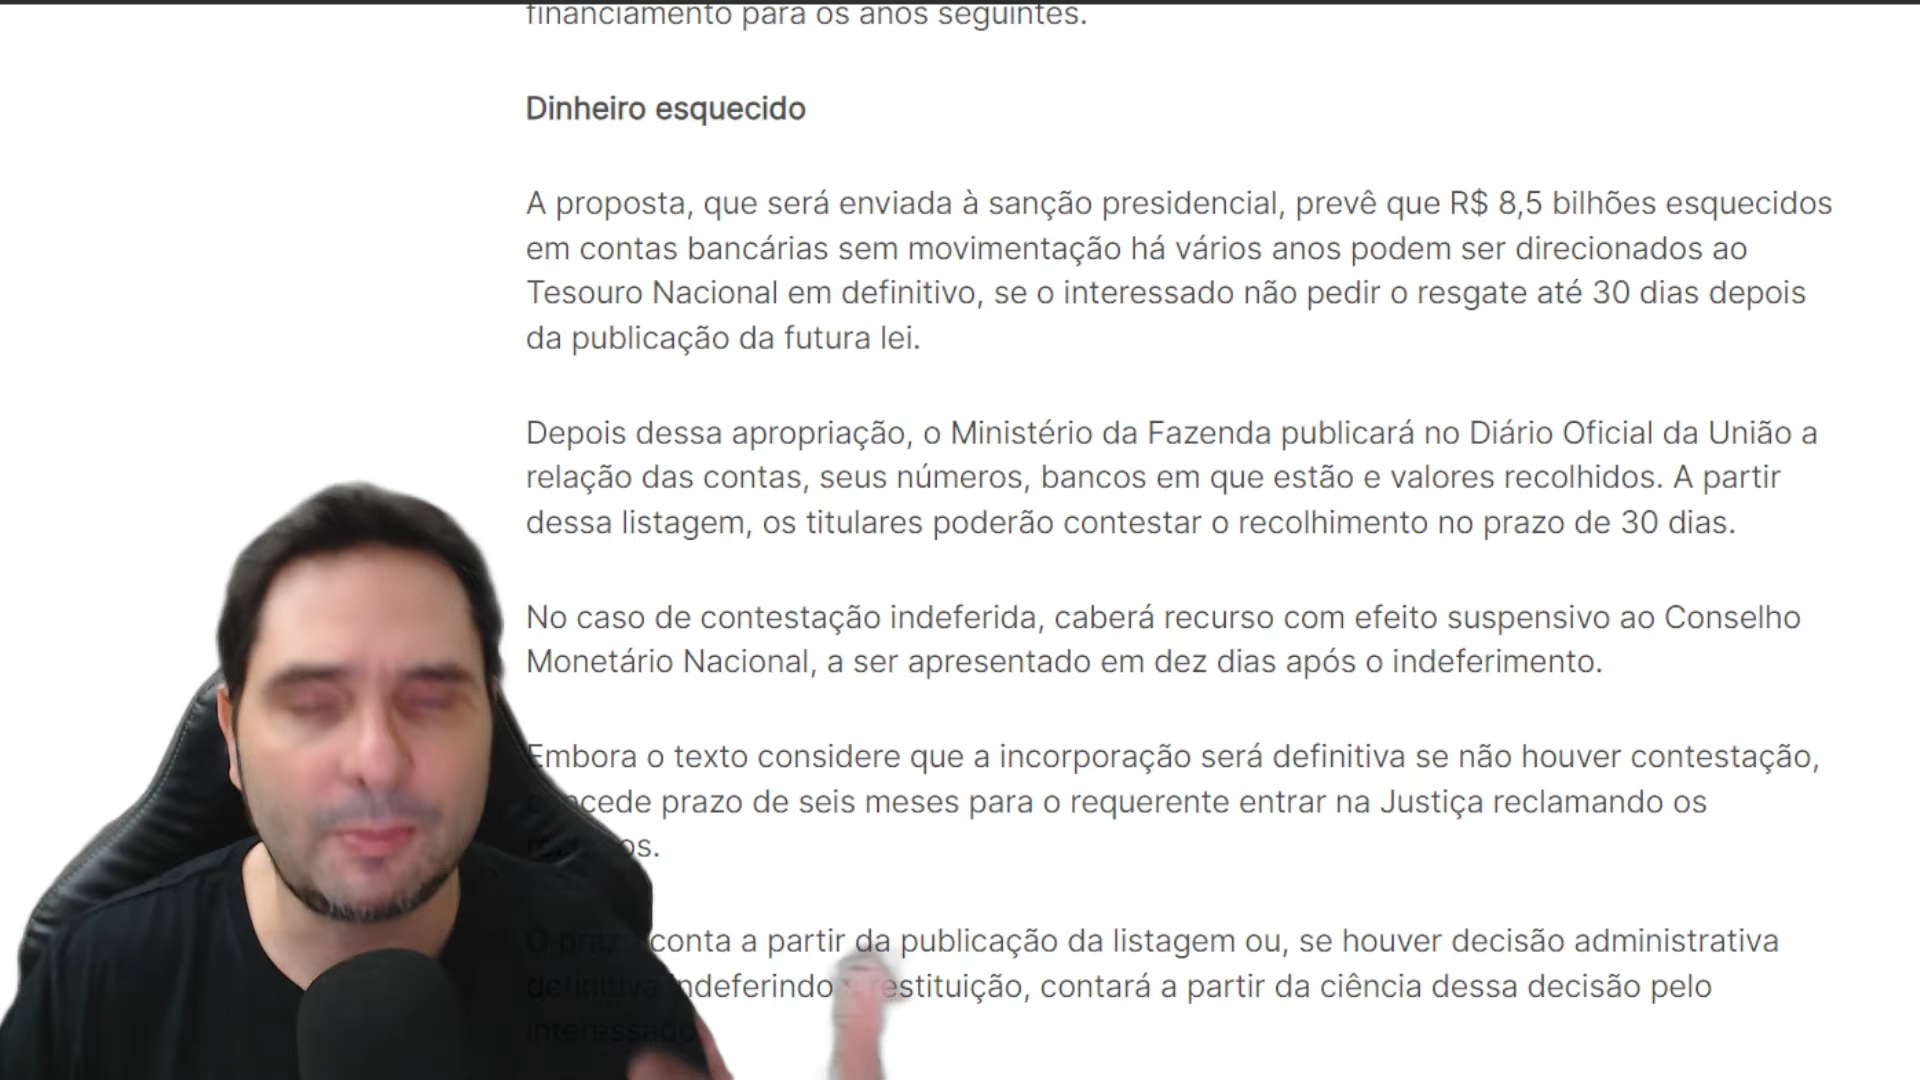 financiamento para os anos seguintes.
Dinheiro esquecido
A proposta, que será enviada à sanção presidencial, prevê que R$ 8,5 bilhões esquecidos
em contas bancárias sem movimentação há vários anos podem ser direcionados ao
Tesouro Nacional em definitivo, se o interessado não pedir o resgate até 30 dias depois
da publicação da futura lei.
Depois dessa apropriação, o Ministério da Fazenda publicará no Diário Oficial da União a
relação das contas, seus números, bancos em que estão e valores recolhidos. A partir
dessa listagem, os titulares poderão contestar o recolhimento no prazo de 30 dias.
No caso de contestação indeferida, caberá recurso com efeito suspensivo ao Conselho
Monetário Nacional, a ser apresentado em dez dias após o indeferimento.
Embora o texto considere que a incorporação será definitiva se não houver contestação,
concede prazo de seis meses para o requerente entrar na Justiça reclamando os
O prazo conta a partir da publicação da listagem ou, se houver decisão administrativa
definitiva indeferindo a restituição, contará a partir da ciência dessa decisão pelo
interessado